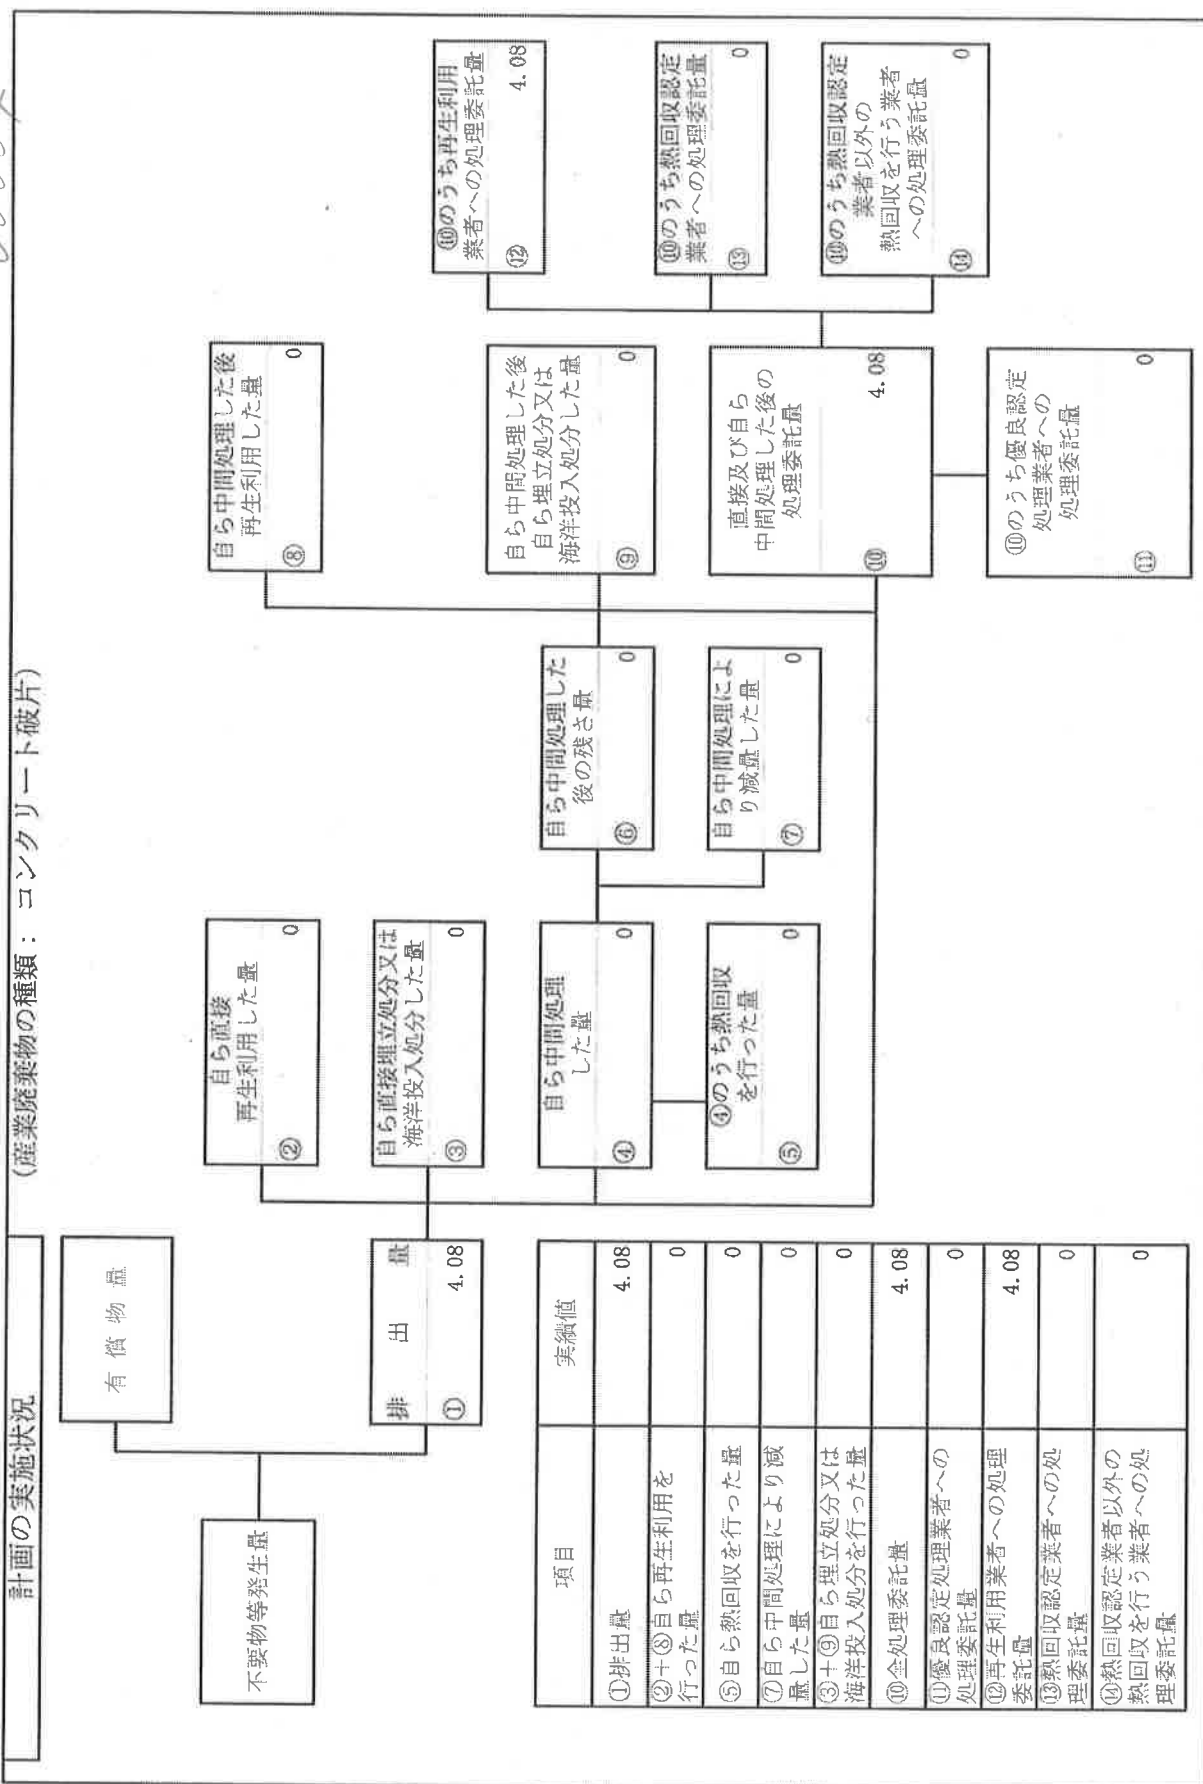 計画の実施状況
(産業廃棄物の種類：コンクリート破片)
不要物等発生量
有償物量
排出量
① 4.08
自ら直接
再生利用した量
② 0
自ら直接埋立処分又は
海洋投入処分した量
③ 0
自ら中間処理
した量
④ 0
④のうち熱回収
を行った量
⑤ 0
自ら中間処理した
後の残さ量
⑥ 0
自ら中間処理によ
り減量した量
⑦ 0
自ら中間処理した後
再生利用した量
⑧ 0
自ら中間処理した後
自ら埋立処分又は
海洋投入処分した量
⑨ 0
直接及び自ら
中間処理した後の
処理委託量
⑩ 4.08
⑩のうち優良認定
処理業者への
処理委託量
⑪ 0
⑩のうち再生利用
業者への処理委託量
⑫ 4.08
⑩のうち熱回収認定
業者への処理委託量
⑬ 0
⑩のうち熱回収認定
業者以外の
熱回収を行う業者
への処理委託量
⑭ 0
項目 実績値
①排出量 4.08
②＋⑧自ら再生利用を
行った量 0
⑤自ら熱回収を行った量 0
⑦自ら中間処理により減
量した量 0
③＋⑨自ら埋立処分又は
海洋投入処分を行った量 0
⑩全処理委託量 4.08
⑪優良認定処理業者への
処理委託量 0
⑫再生利用業者への処理
委託量 4.08
⑬熱回収認定業者への処
理委託量 0
⑭熱回収認定業者以外の
熱回収を行う業者への処
理委託量 0